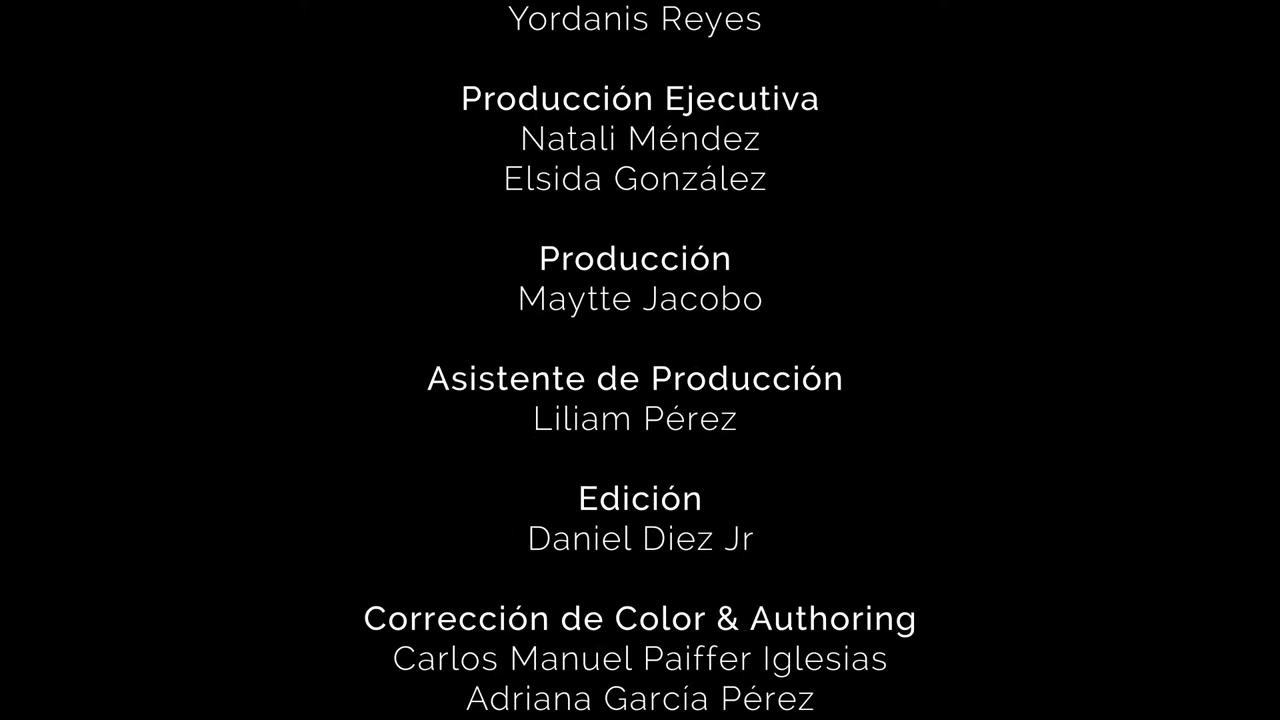 Yordanis Reyes
Producción Ejecutiva
Natali Méndez
Elsida González
Producción
Maytte Jacobo
Asistente de Producción
Liliam Pérez
Edición
Daniel Diez Jr
Corrección de Color & Authoring
Carlos Manuel Paiffer Iglesias
Adriana García Pérez